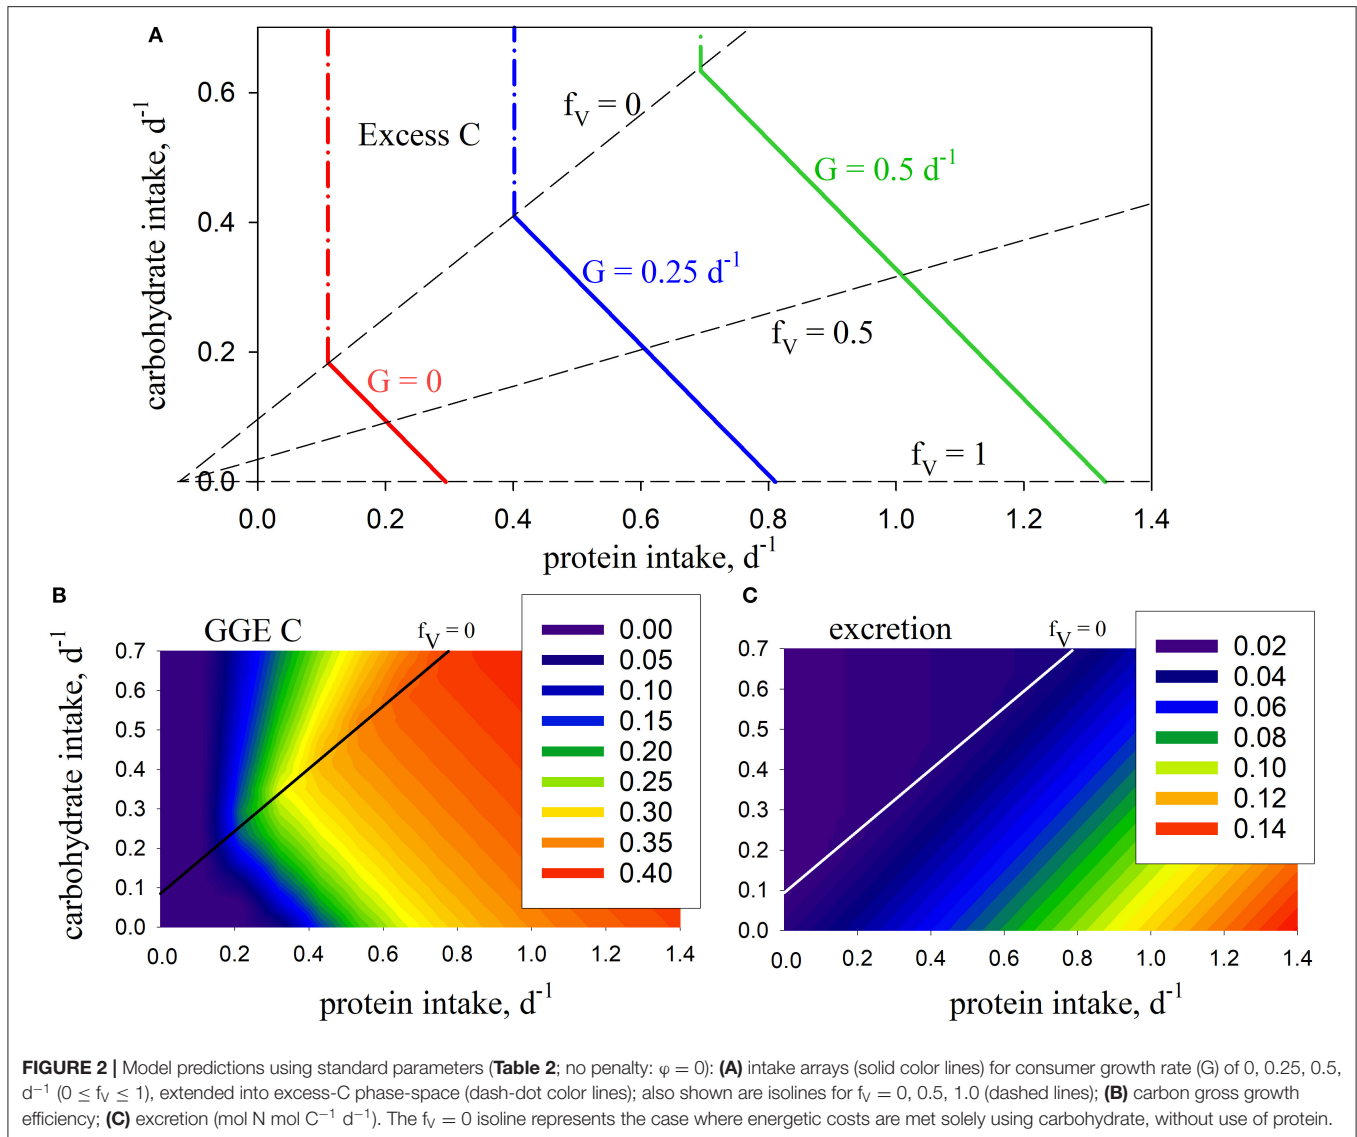 A
carbohydrate intake, d⁻¹
0.6
0.4
0.2
0.0
Excess C
f_V = 0
G = 0.5 d⁻¹
G = 0.25 d⁻¹
f_V = 0.5
G = 0
f_V = 1
0.0 0.2 0.4 0.6 0.8 1.0 1.2 1.4
protein intake, d⁻¹
B
GGE C
f_V = 0
carbohydrate intake, d⁻¹
0.7
0.6
0.5
0.4
0.3
0.2
0.1
0.0
0.00
0.05
0.10
0.15
0.20
0.25
0.30
0.35
0.40
0.0 0.2 0.4 0.6 0.8 1.0 1.2 1.4
protein intake, d⁻¹
C
excretion
f_V = 0
0.7
0.6
0.5
0.4
0.3
0.2
0.1
0.0
0.02
0.04
0.06
0.08
0.10
0.12
0.14
0.0 0.2 0.4 0.6 0.8 1.0 1.2 1.4
protein intake, d⁻¹
FIGURE 2 | Model predictions using standard parameters (Table 2; no penalty: φ = 0): (A) intake arrays (solid color lines) for consumer growth rate (G) of 0, 0.25, 0.5,
d⁻¹ (0 ≤ f_V ≤ 1), extended into excess-C phase-space (dash-dot color lines); also shown are isolines for f_V = 0, 0.5, 1.0 (dashed lines); (B) carbon gross growth
efficiency; (C) excretion (mol N mol C⁻¹ d⁻¹). The f_V = 0 isoline represents the case where energetic costs are met solely using carbohydrate, without use of protein.